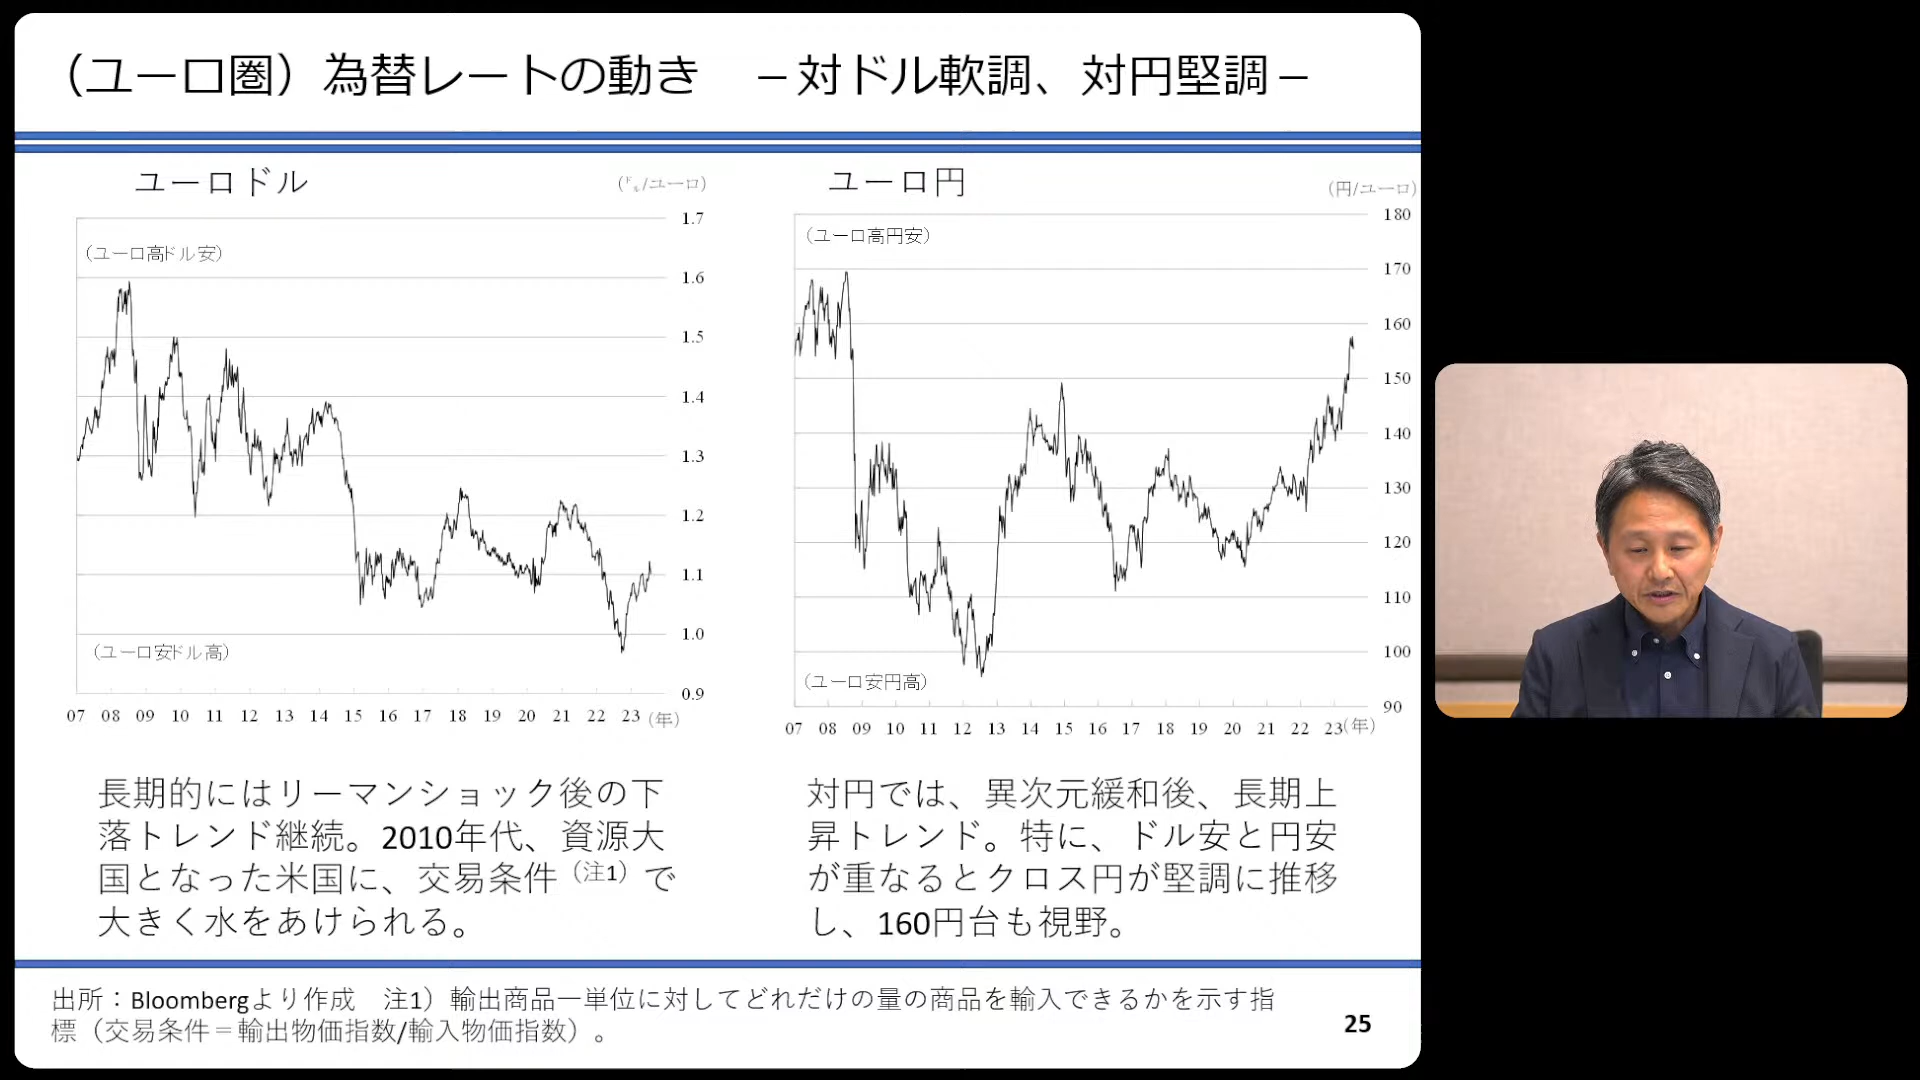 （ユーロ圏）為替レートの動き　－対ドル軟調、対円堅調－
ユーロドル
（ドル/ユーロ）
1.7
（ユーロ高ドル安）
1.6
1.5
1.4
1.3
1.2
1.1
1.0
（ユーロ安ドル高）
0.9
07 08 09 10 11 12 13 14 15 16 17 18 19 20 21 22 23 （年）
ユーロ円
（円/ユーロ）
180
（ユーロ高円安）
170
160
150
140
130
120
110
100
（ユーロ安円高）
90
07 08 09 10 11 12 13 14 15 16 17 18 19 20 21 22 23（年）
長期的にはリーマンショック後の下
落トレンド継続。2010年代、資源大
国となった米国に、交易条件（注1）で
大きく水をあけられる。
対円では、異次元緩和後、長期上
昇トレンド。特に、ドル安と円安
が重なるとクロス円が堅調に推移
し、160円台も視野。
出所：Bloombergより作成　注1）輸出商品一単位に対してどれだけの量の商品を輸入できるかを示す指
標（交易条件＝輸出物価指数/輸入物価指数）。
25